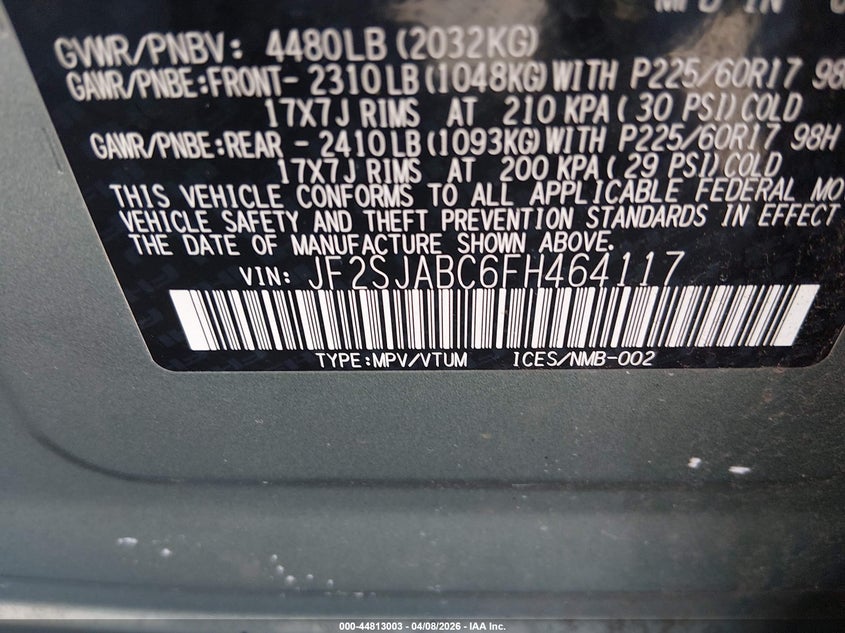 MFD IN
GVWR/PNBV: 4480LB (2032KG)
GAWR/PNBE:FRONT- 2310LB(1048KG)WITH P225/60R17 98
17X7J RIMS AT 210 KPA( 30 PSI)COLD
GAWR/PNBE:REAR - 2410LB(1093KG)WITH P225/60R17 98H
17X7J RIMS AT 200 KPA( 29 PSI)COLD
THIS VEHICLE CONFORMS TO ALL APPLICABLE FEDERAL MO
VEHICLE SAFETY AND THEFT PREVENTION STANDARDS IN EFFECT
THE DATE OF MANUFACTURE SHOWN ABOVE.
VIN: JF2SJABC6FH464117
TYPE:MPV/VTUM ICES/NMB-002
000-44813003 - 04/08/2026 - IAA Inc.